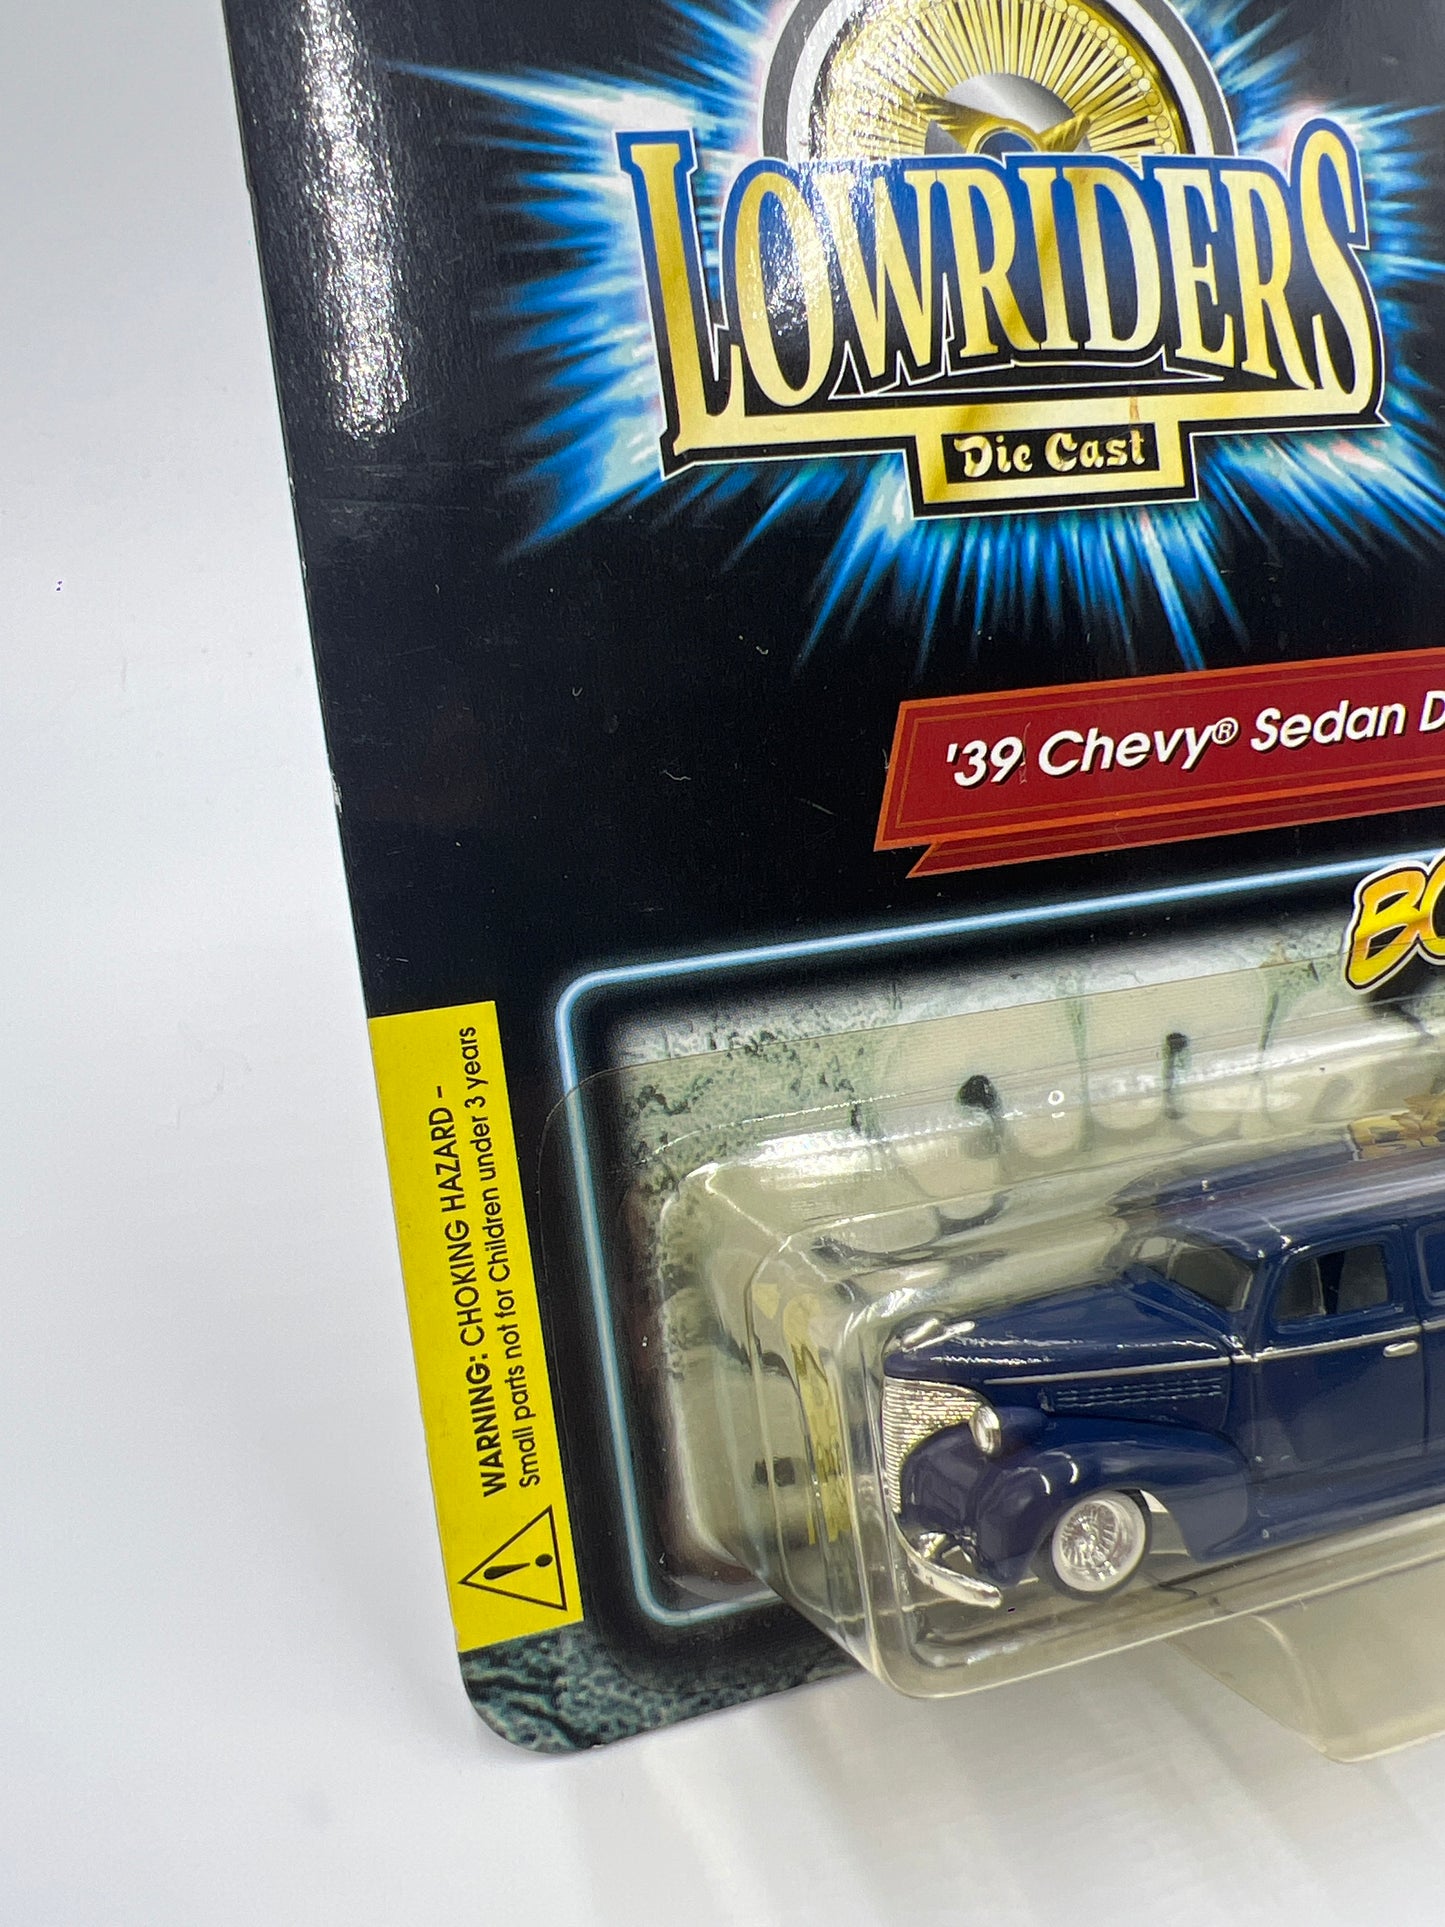 LOWRIDERS
Die Cast
'39 Chevy® Sedan D
WARNING: CHOKING HAZARD -
Small parts not for Children under 3 years